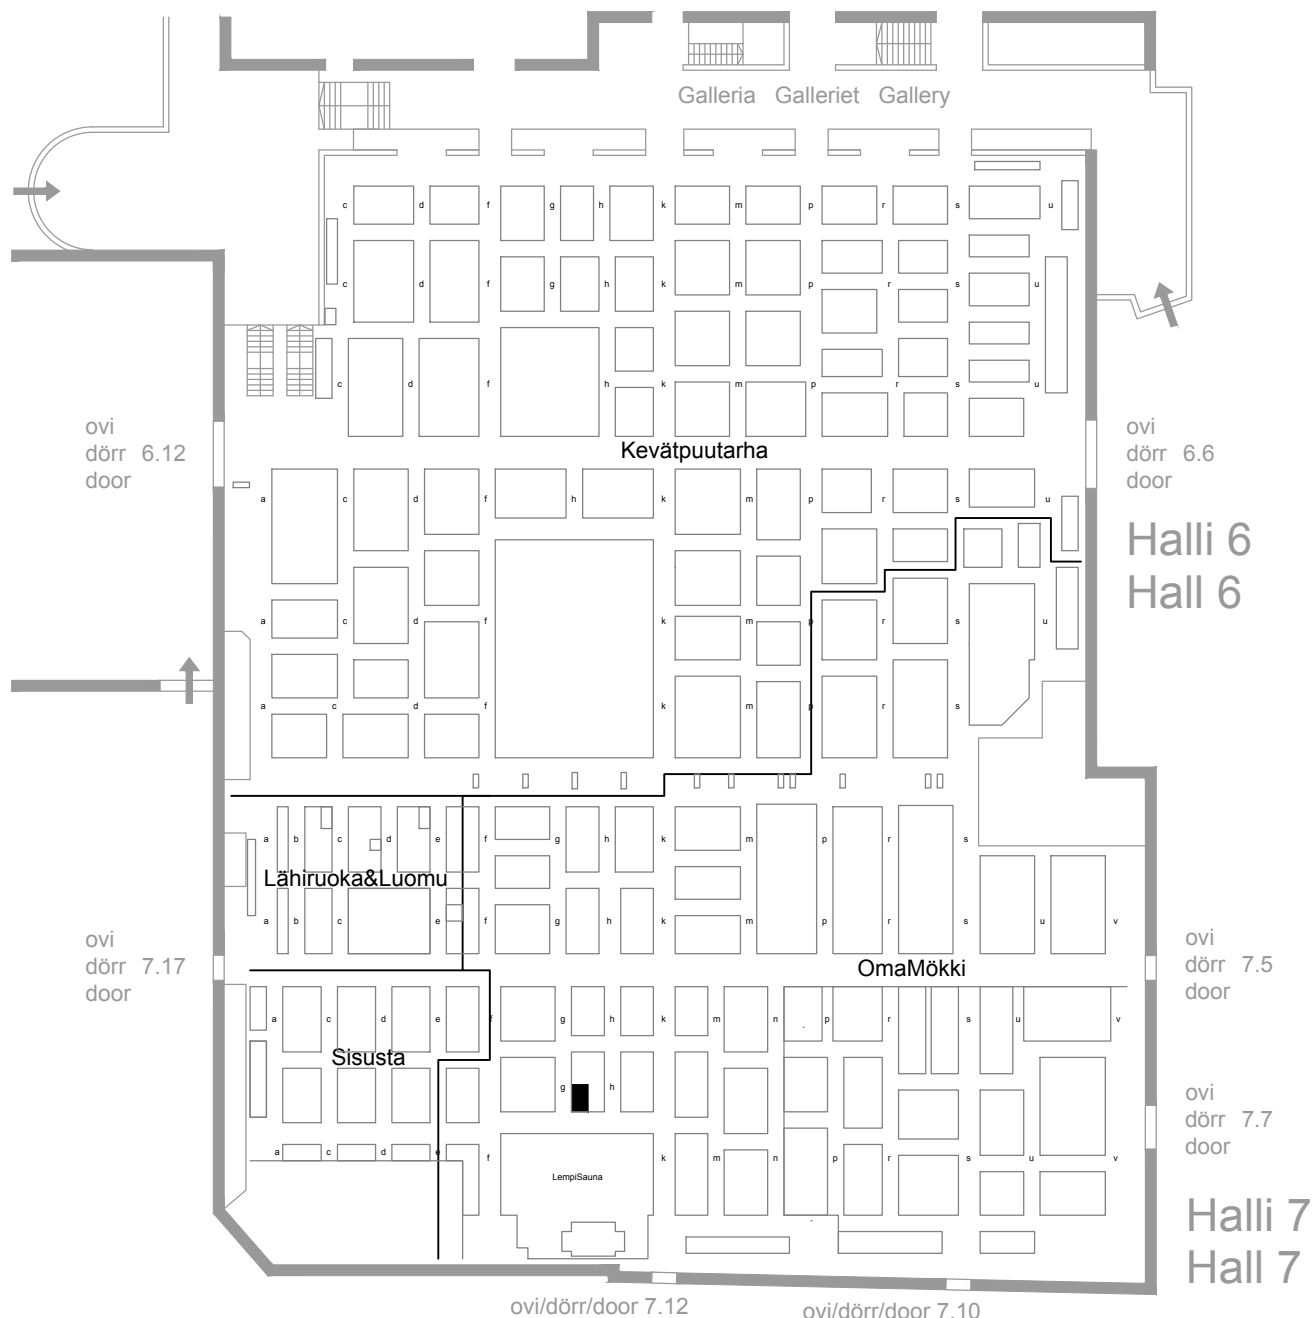 Galleria Galleriet Gallery
c d f g h k m p r s u
c d f g h k m p r s u
c d f h k m p r s u
ovi
dörr 6.12
door
ovi
dörr 6.6
door
Kevätpuutarha
a c d f h k m p r s u
Halli 6
Hall 6
a c d f k m p r s u
a c d f k m p r s
a b c d e f g h k m p r s
Lähiruoka&Luomu
a b c e f g h k m p r s u v
ovi
dörr 7.17
door
ovi
dörr 7.5
door
OmaMökki
a c d e f g h k m n p r s u v
Sisusta
g h
ovi
dörr 7.7
door
a c d e f k m n p r s u v
LempiSauna
Halli 7
Hall 7
ovi/dörr/door 7.12
ovi/dörr/door 7.10